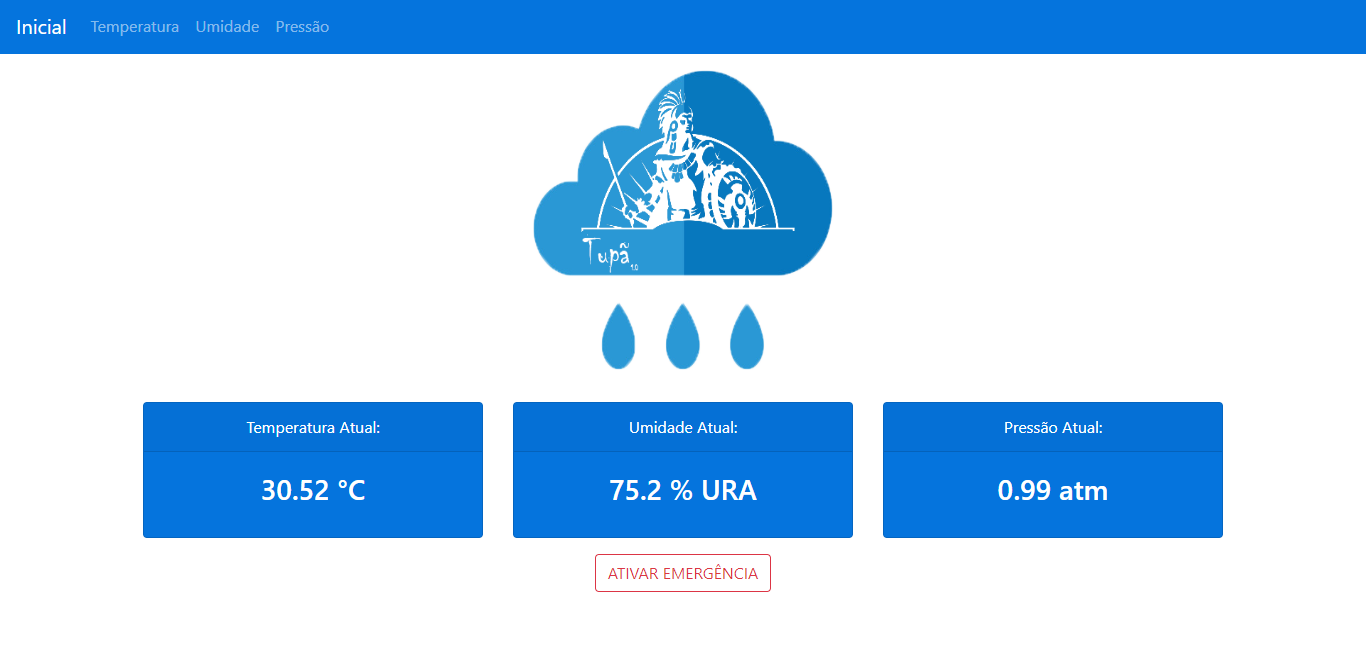 Inicial Temperatura Umidade Pressão
Tupã 1.0
Temperatura Atual: Umidade Atual: Pressão Atual:
30.52 °C 75.2 % URA 0.99 atm
ATIVAR EMERGÊNCIA